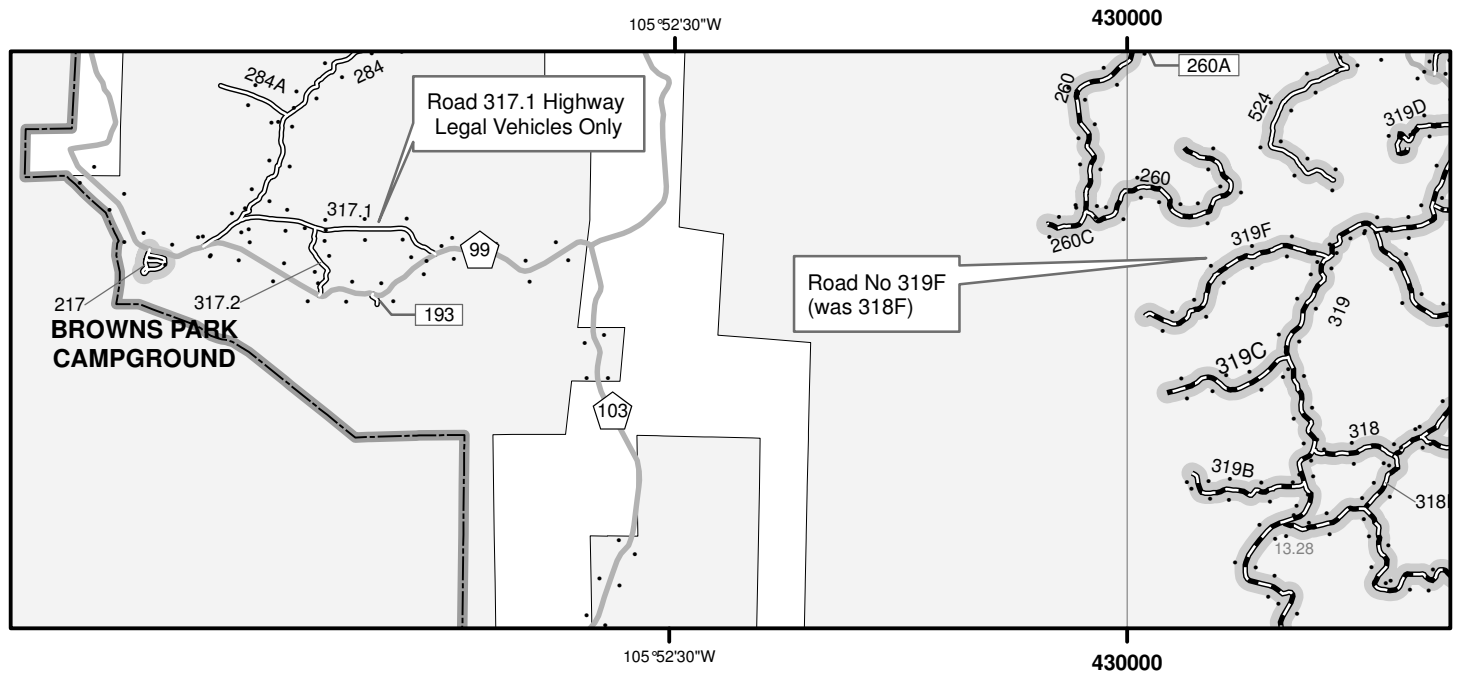 105°52'30"W
430000
284A
284
260
260A
524
319D
Road 317.1 Highway
Legal Vehicles Only
317.1
260
99
260C
319F
Road No 319F
(was 318F)
217
317.2
193
319
BROWNS PARK
CAMPGROUND
319C
103
318
319B
318
13.28
105°52'30"W
430000